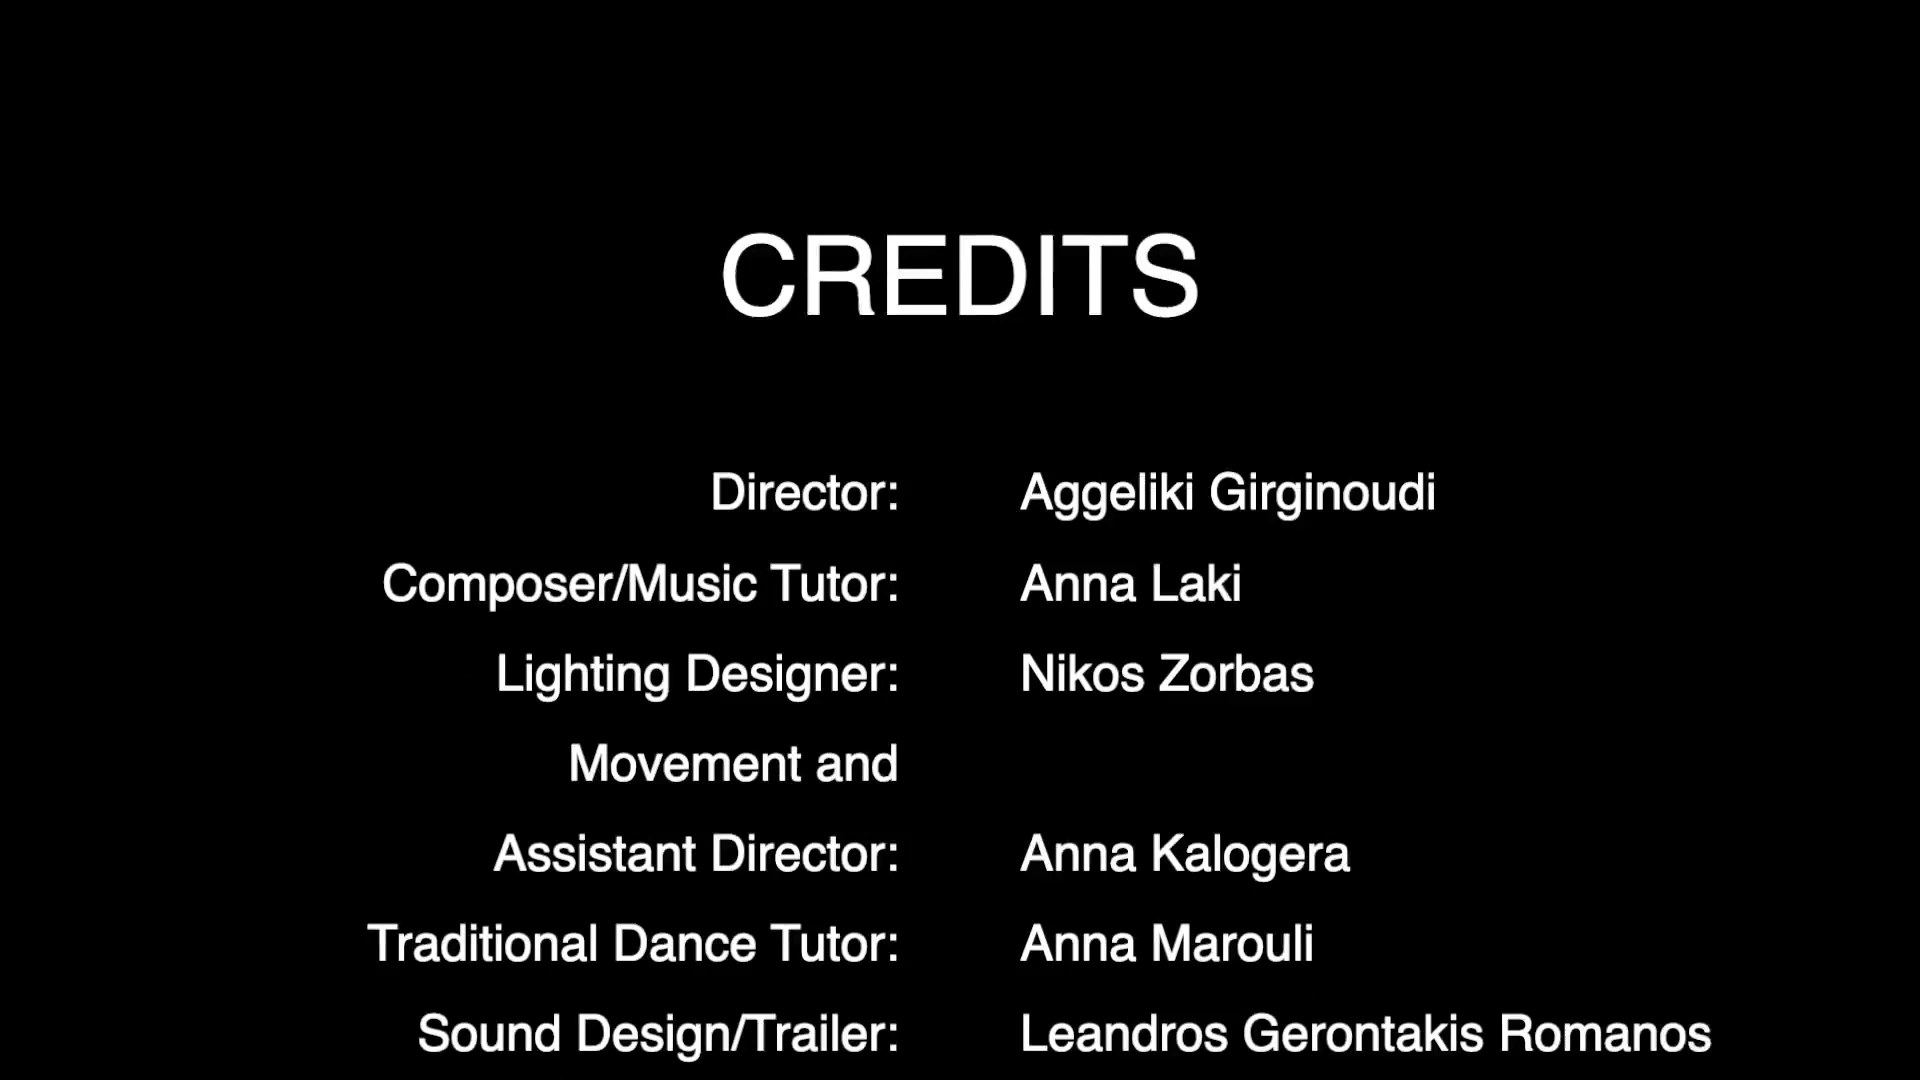 CREDITS
Director: Aggeliki Girginoudi
Composer/Music Tutor: Anna Laki
Lighting Designer: Nikos Zorbas
Movement and
Assistant Director: Anna Kalogera
Traditional Dance Tutor: Anna Marouli
Sound Design/Trailer: Leandros Gerontakis Romanos